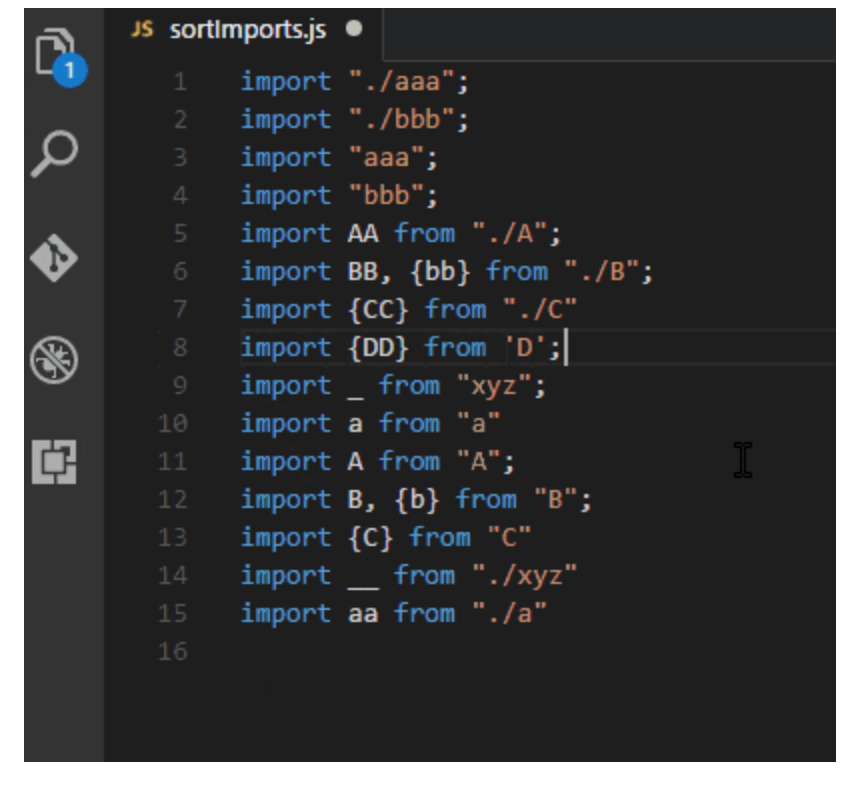 JS sortImports.js
1
1 import "./aaa";
2 import "./bbb";
3 import "aaa";
4 import "bbb";
5 import AA from "./A";
6 import BB, {bb} from "./B";
7 import {CC} from "./C"
8 import {DD} from 'D';
9 import _ from "xyz";
10 import a from "a"
11 import A from "A";
12 import B, {b} from "B";
13 import {C} from "C"
14 import __ from "./xyz"
15 import aa from "./a"
16